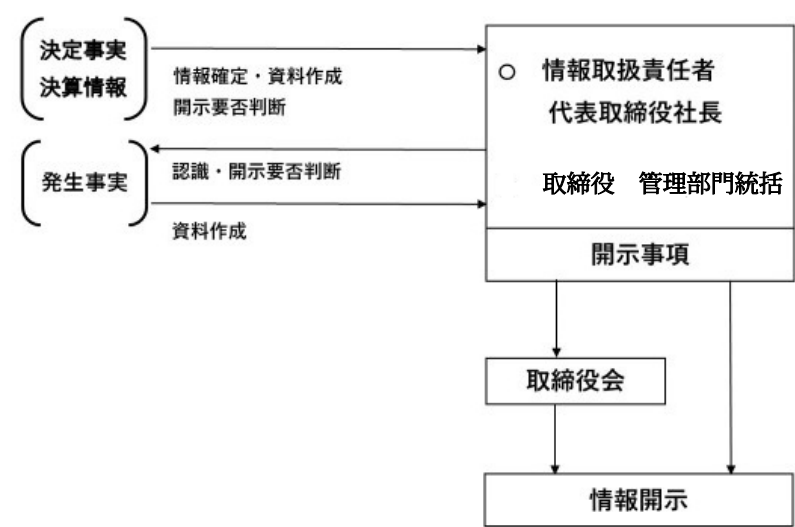 決定事実
決算情報
情報確定・資料作成
開示要否判断
発生事実
認識・開示要否判断
資料作成
○ 情報取扱責任者
代表取締役社長
取締役 管理部門統括
開示事項
取締役会
情報開示